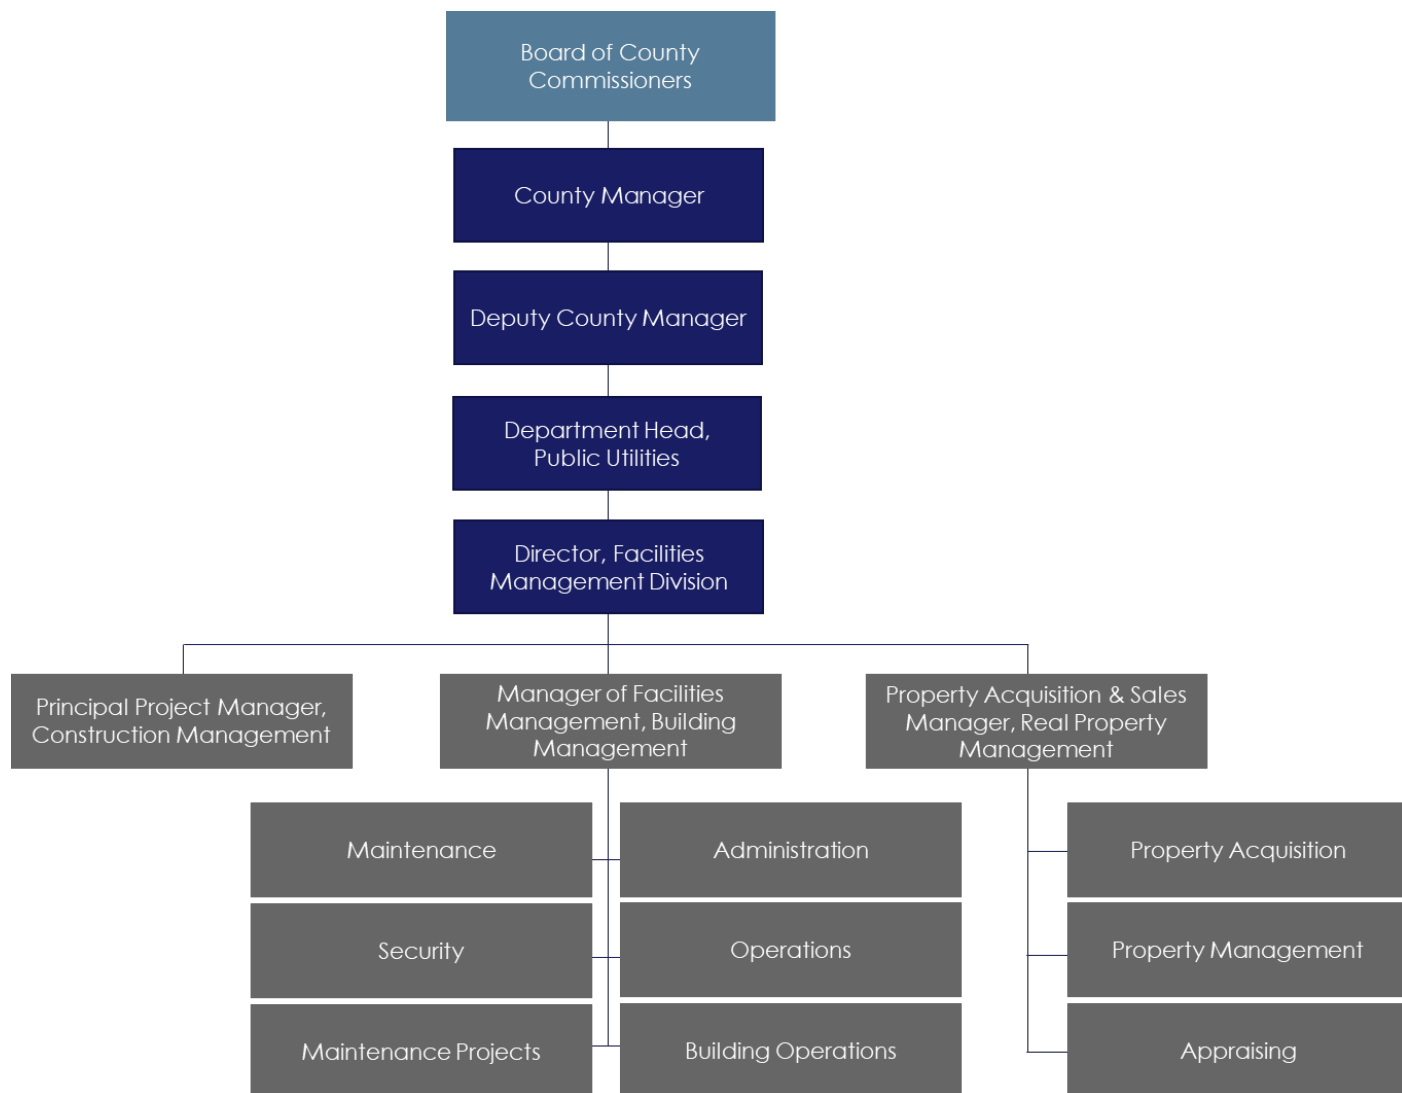 Board of County
Commissioners
County Manager
Deputy County Manager
Department Head,
Public Utilities
Director, Facilities
Management Division
Principal Project Manager,
Construction Management
Manager of Facilities
Management, Building
Management
Property Acquisition & Sales
Manager, Real Property
Management
Maintenance
Administration
Property Acquisition
Security
Operations
Property Management
Maintenance Projects
Building Operations
Appraising